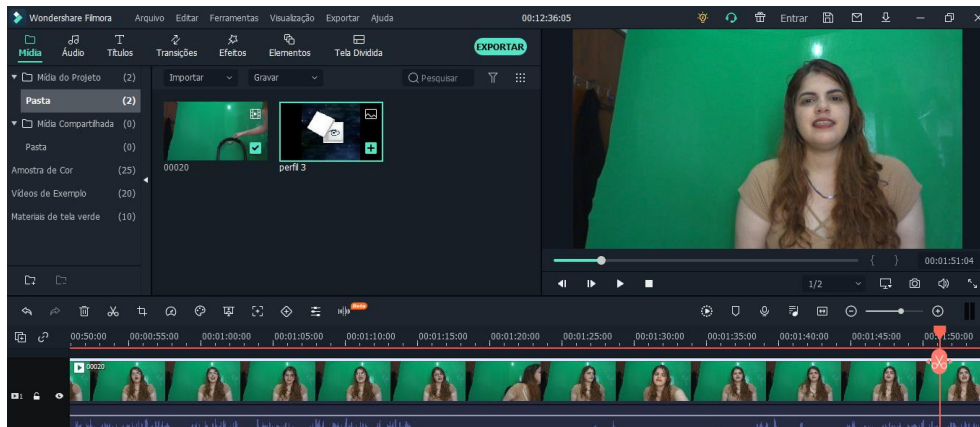 Wondershare Filmora
Arquivo Editar Ferramentas Visualização Exportar Ajuda
00:12:36:05
Entrar
Mídia Áudio Títulos Transições Efeitos Elementos Tela Dividida
EXPORTAR
Mídia do Projeto (2)
Importar
Gravar
Pesquisar
Pasta (2)
Mídia Compartilhada (0)
Pasta (0)
Amostra de Cor (25)
Vídeos de Exemplo (20)
Materiais de tela verde (10)
00020
perfil 3
00:01:51:04
1/2
Beta
00:50:00 00:00:55:00 00:01:00:00 00:01:05:00 00:01:10:00 00:01:15:00 00:01:20:00 00:01:25:00 00:01:30:00 00:01:35:00 00:01:40:00 00:01:45:00
00020
1